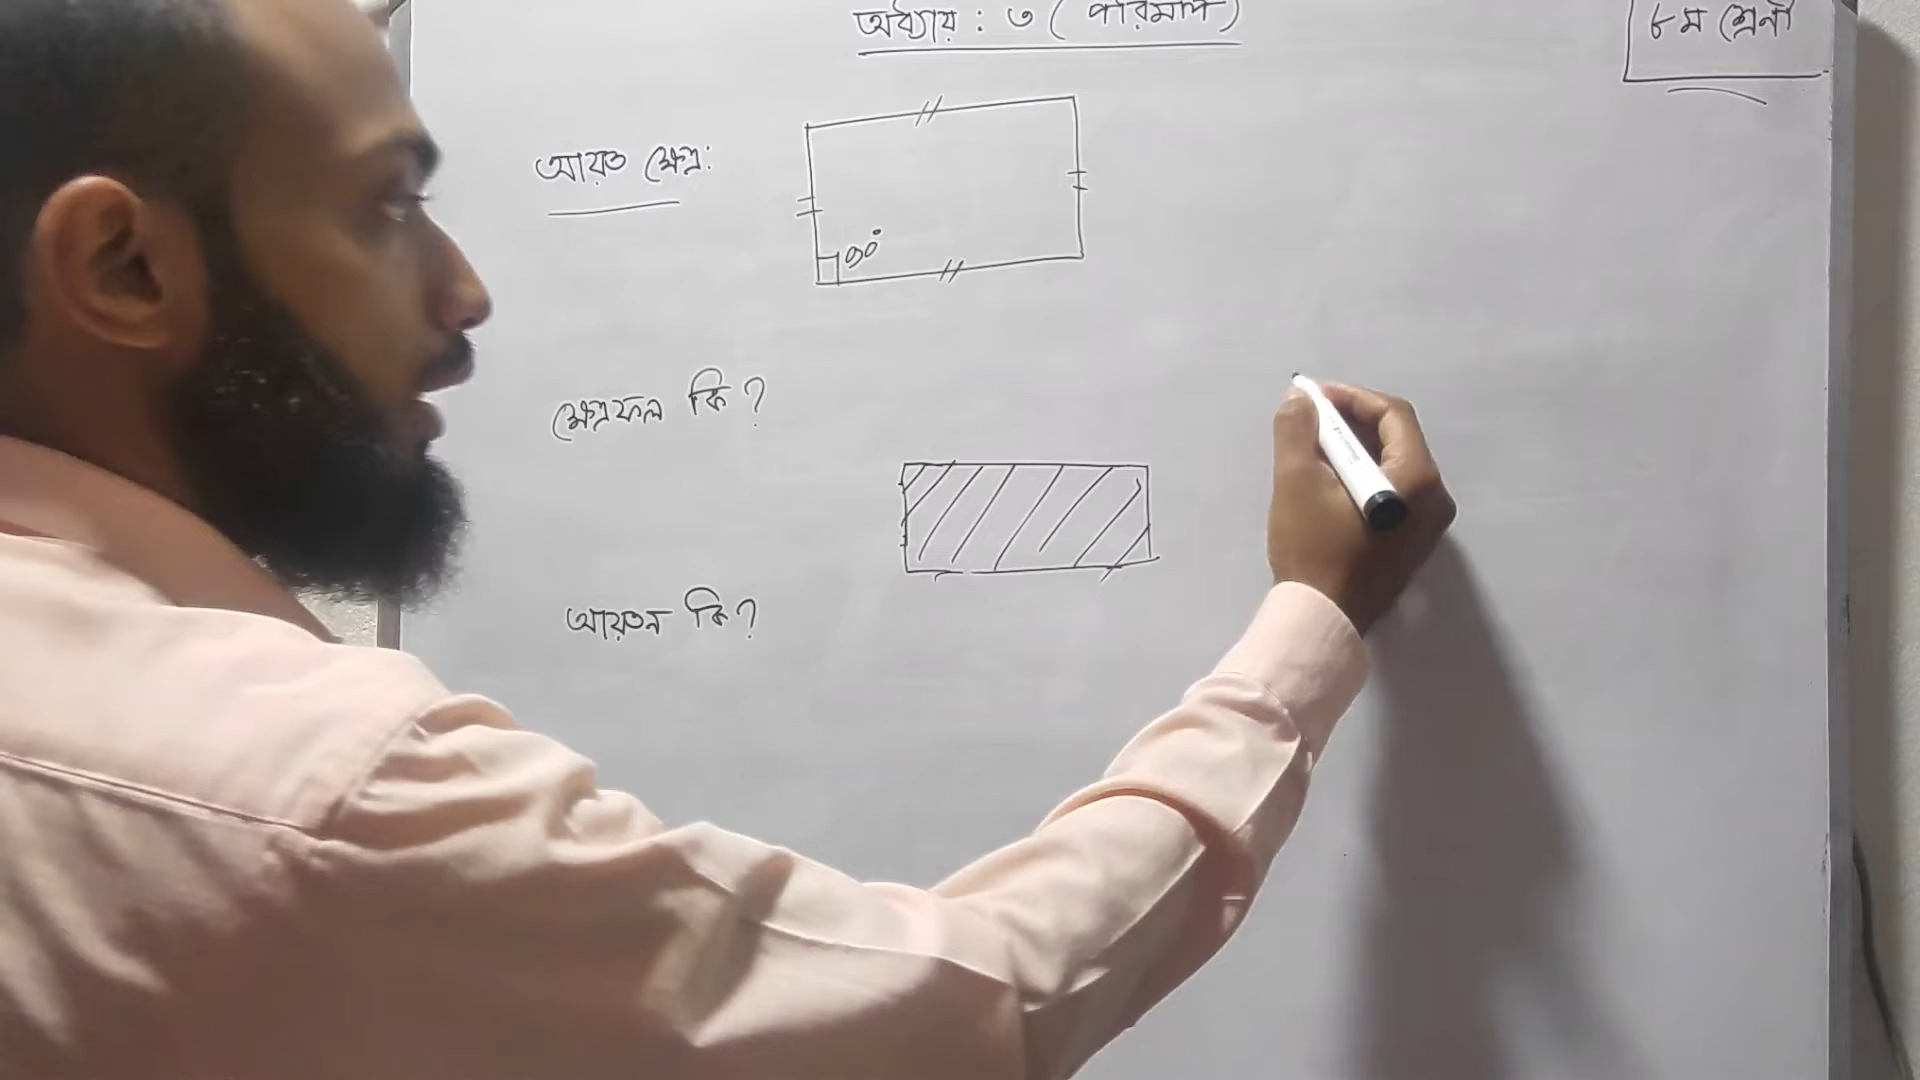 অধ্যায় : ৩ ( পরিমাপ )
৮ম শ্রেণী
আয়ত ক্ষেত্র:
৯০°
ক্ষেত্রফল কি ?
আয়তন কি ?